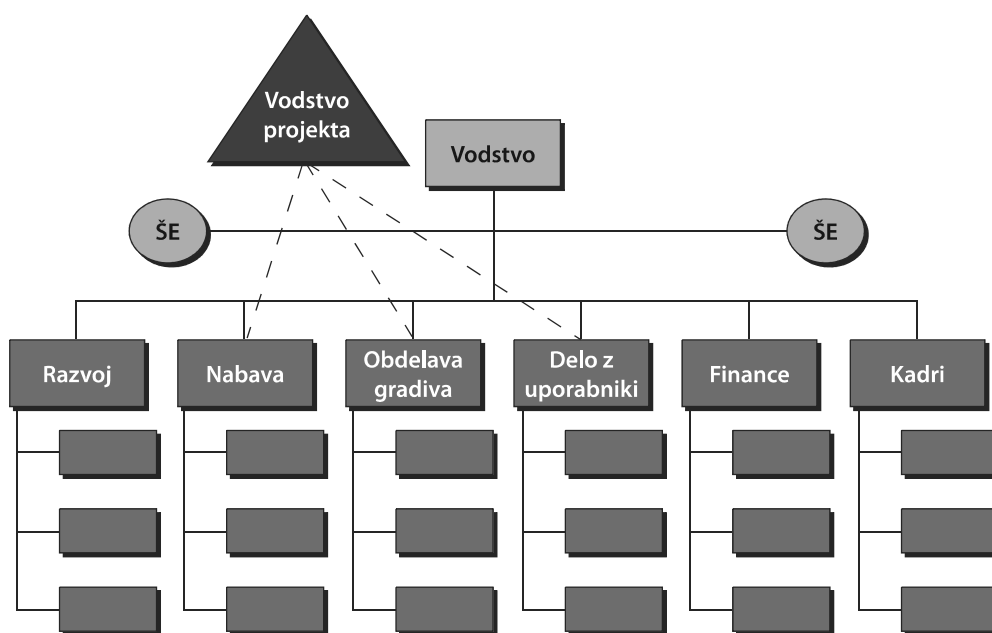 Vodstvo
projekta
Vodstvo
ŠE
ŠE
Razvoj
Nabava
Obdelava
gradiva
Delo z
uporabniki
Finance
Kadri